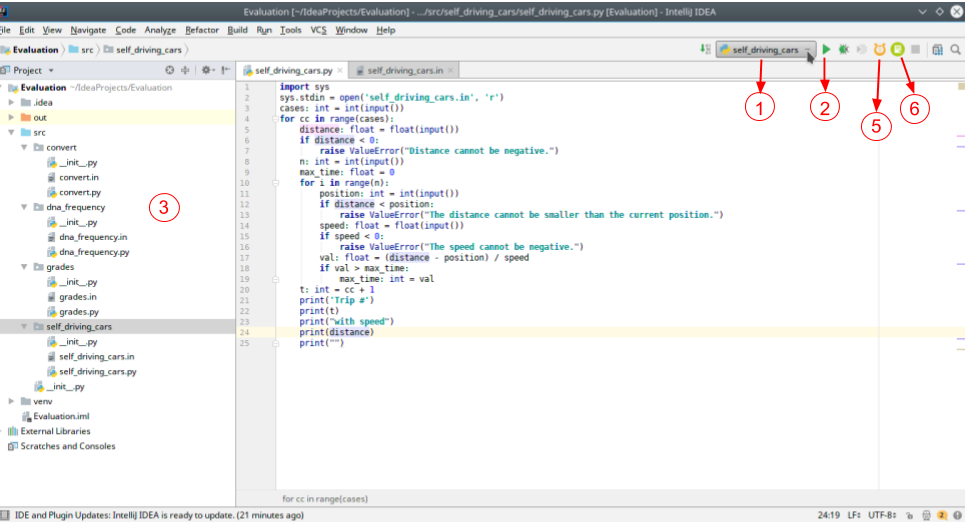 Evaluation [~/IdeaProjects/Evaluation] - .../src/self_driving_cars/self_driving_cars.py [Evaluation] - IntelliJ IDEA
File Edit View Navigate Code Analyze Refactor Build Run Tools VCS Window Help
Evaluation src self_driving_cars
self_driving_cars
1
2
5
6
Project
self_driving_cars.py
self_driving_cars.in
Evaluation ~/IdeaProjects/Evaluation
.idea
out
src
convert
__init__.py
convert.in
convert.py
dna_frequency
3
__init__.py
dna_frequency.in
dna_frequency.py
grades
__init__.py
grades.in
grades.py
self_driving_cars
__init__.py
self_driving_cars.in
self_driving_cars.py
__init__.py
venv
Evaluation.iml
External Libraries
Scratches and Consoles
1 import sys
2 sys.stdin = open('self_driving_cars.in', 'r')
3 cases: int = int(input())
4 for cc in range(cases):
5 distance: float = float(input())
6 if distance < 0:
7 raise ValueError("Distance cannot be negative.")
8 n: int = int(input())
9 max_time: float = 0
10 for i in range(n):
11 position: int = int(input())
12 if distance < position:
13 raise ValueError("The distance cannot be smaller than the current position.")
14 speed: float = float(input())
15 if speed < 0:
16 raise ValueError("The speed cannot be negative.")
17 val: float = (distance - position) / speed
18 if val > max_time:
19 max_time: int = val
20 t: int = cc + 1
21 print('Trip #')
22 print(t)
23 print("with speed")
24 print(distance)
25 print("")
for cc in range(cases)
IDE and Plugin Updates: IntelliJ IDEA is ready to update. (21 minutes ago)
24:19 LF÷ UTF-8÷ 2